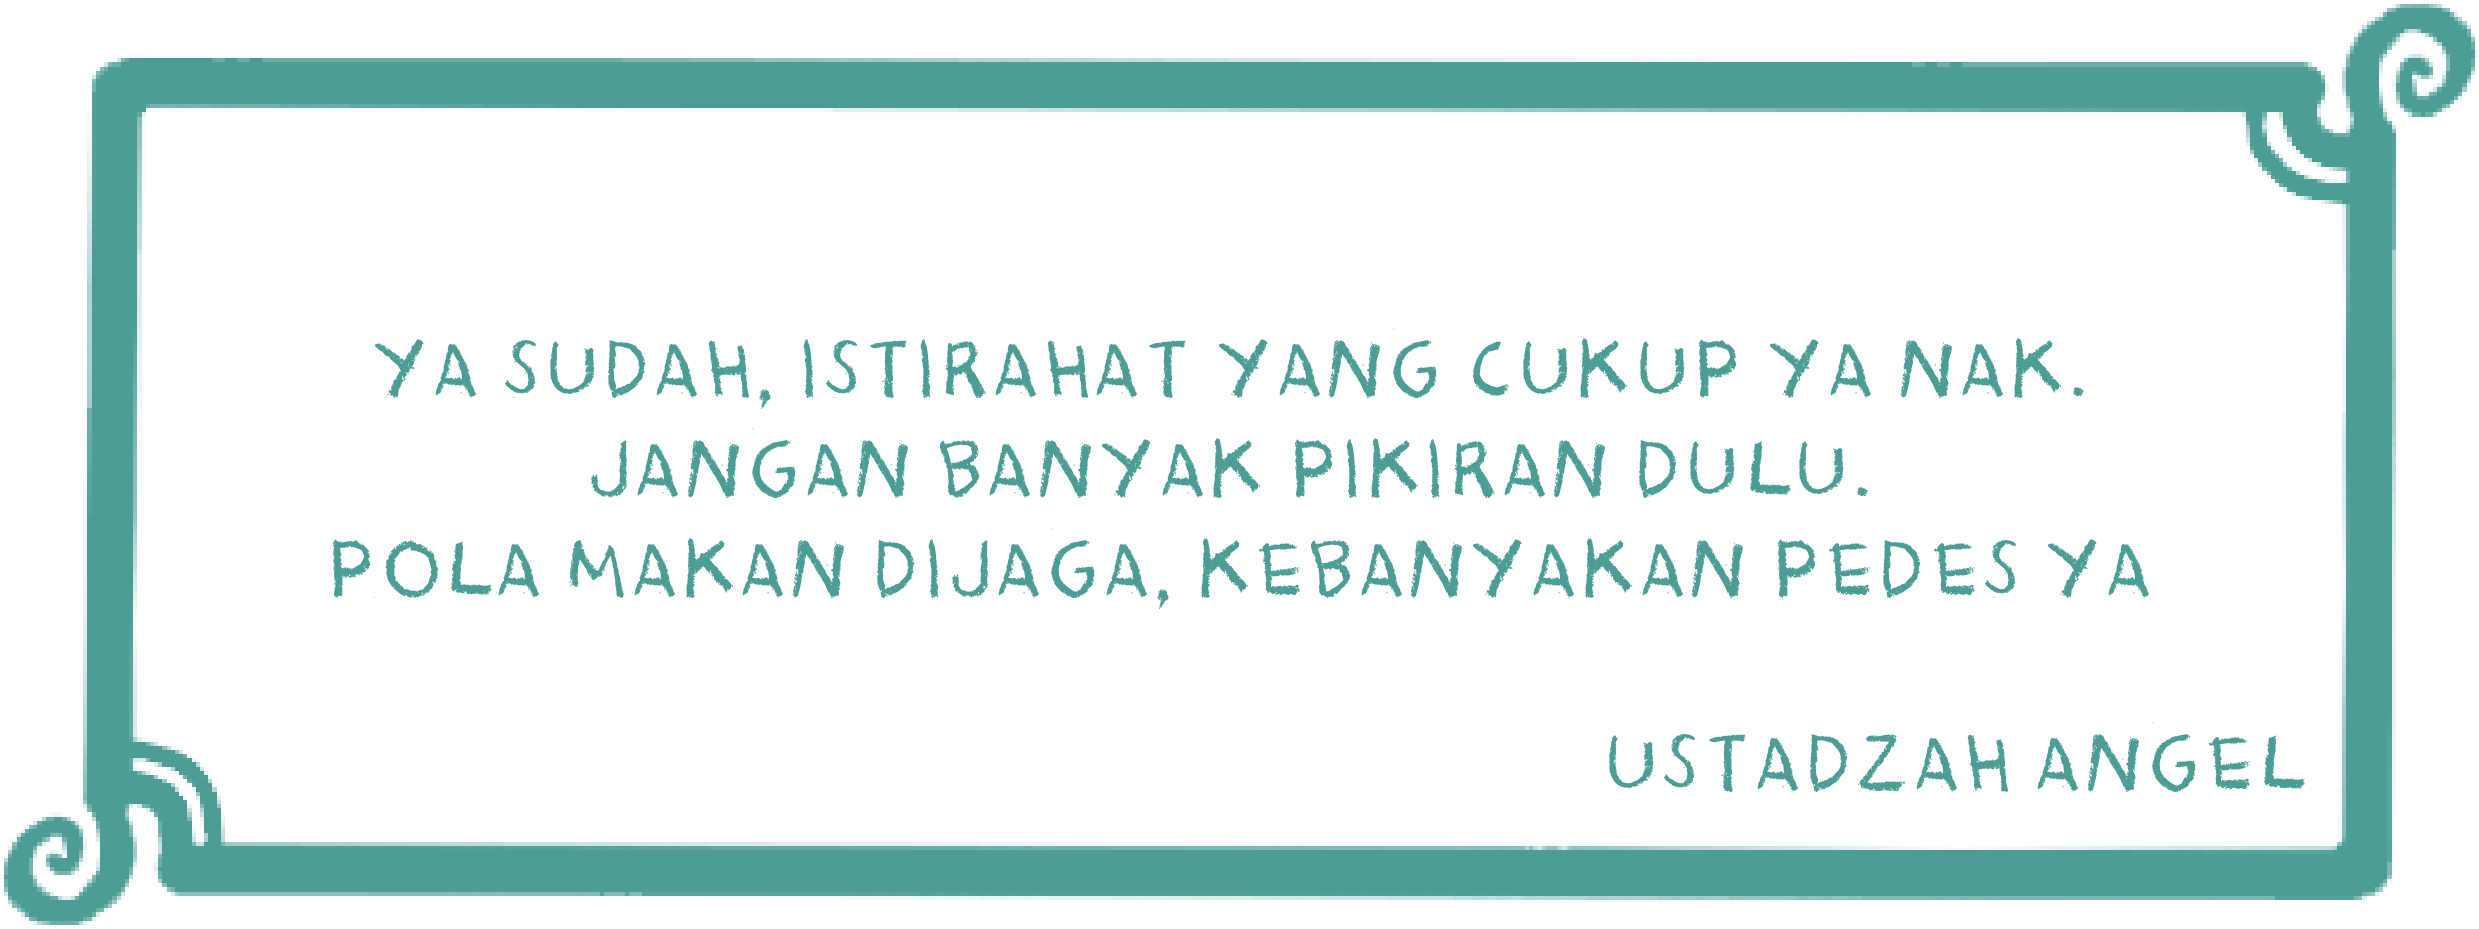 YA SUDAH, ISTIRAHAT YANG CUKUP YA NAK.
JANGAN BANYAK PIKIRAN DULU.
POLA MAKAN DIJAGA, KEBANYAKAN PEDES YA
USTADZAH ANGEL